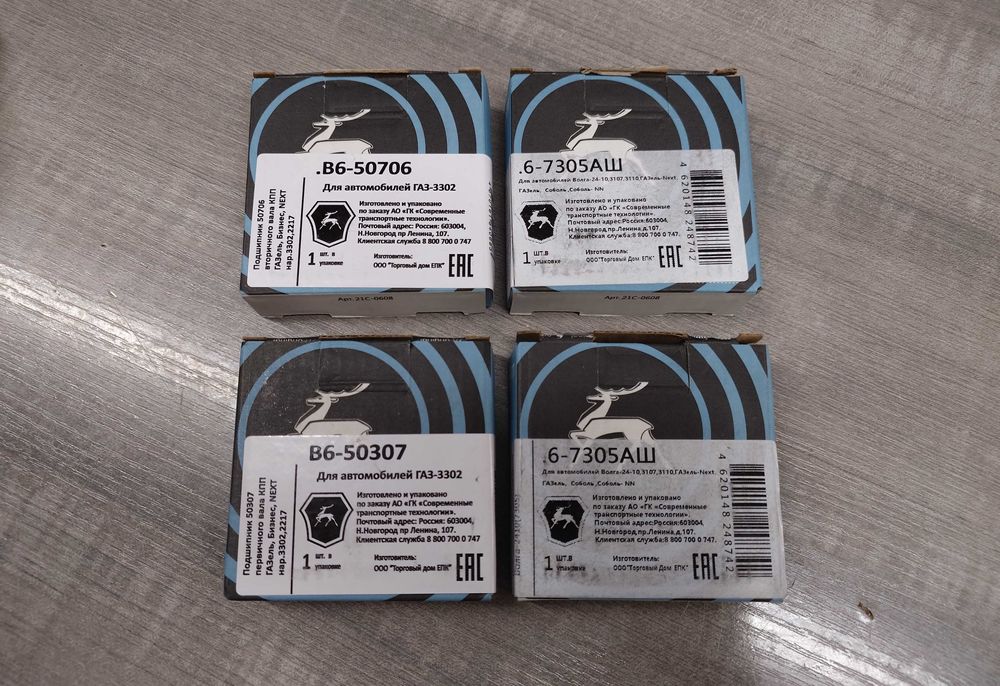 .В6-50706
Для автомобилей ГАЗ-3302
Подшипник 50706
вторичного вала КПП
ГАЗель, Бизнес, NEXT
нар.3302,2217
Изготовлено и упаковано
по заказу АО «ГК «Современные
транспортные технологии».
Почтовый адрес: Россия: 603004,
Н.Новгород пр Ленина, 107.
Клиентская служба 8 800 700 0 747
1 шт. в
упаковке
Изготовитель:
ООО"Торговый дом ЕПК"
ЕАС
Арт.21С-0608
.6-7305АШ
Для автомобилей Волга-24-10,3107,3110,ГАЗель-Next.
ГАЗель, Соболь ,Соболь- NN
Изготовлено и упаковано
по заказу АО «ГК «Современные
транспортные технологии».
Почтовый адрес:Россия:603004,
Н.Новгород пр.Ленина д.107.
Клиентская служба:8 800 700 0 747.
1 шт.в
упаковке
Изготовитель:
ООО"Торговый Дом ЕПК"
ЕАС
4 620148 248742
Арт.21С-0608
В6-50307
Для автомобилей ГАЗ-3302
Подшипник 50307
первичного вала КПП
ГАЗель, Бизнес, NEXT
нар.3302,2217
Изготовлено и упаковано
по заказу АО «ГК «Современные
транспортные технологии».
Почтовый адрес: Россия: 603004,
Н.Новгород пр Ленина, 107.
Клиентская служба 8 800 700 0 747
1 шт. в
упаковке
Изготовитель:
ООО "Торговый дом ЕПК"
ЕАС
.6-7305АШ
Для автомобилей Волга-24-10,3107,3110,ГАЗель-Next.
ГАЗель, Соболь ,Соболь- NN
Изготовлено и упаковано
по заказу АО «ГК «Современные
транспортные технологии».
Почтовый адрес:Россия:603004,
Н.Новгород пр.Ленина,д.107.
Клиентская служба:8 800 700 0 747.
1 шт.в
упаковке
Изготовитель:
ООО"Торговый Дом ЕПК"
ЕАС
4 620148 248742